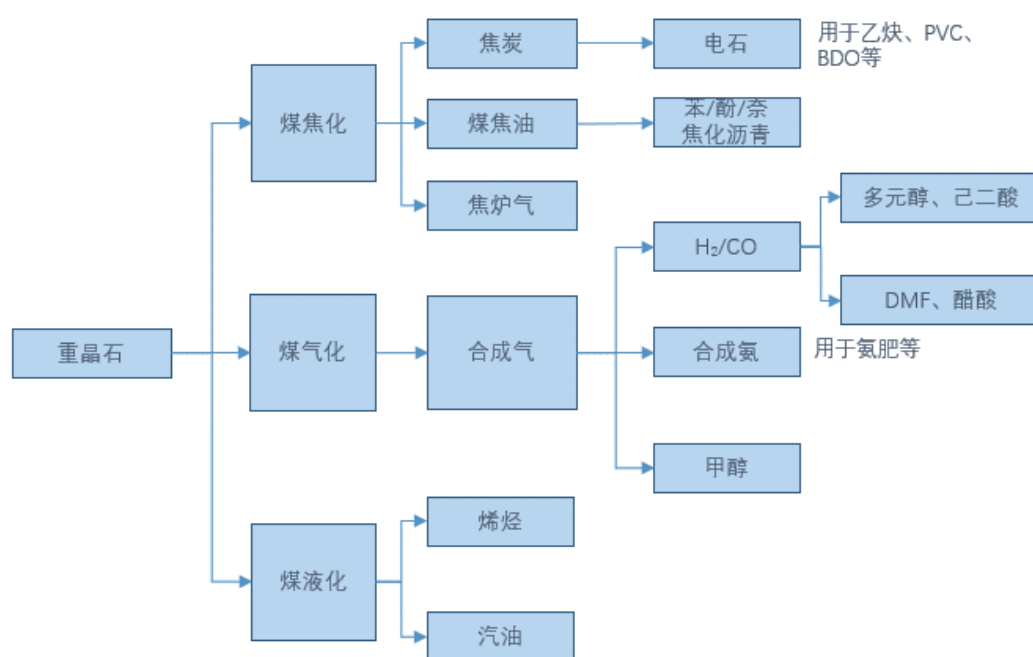 重晶石
煤焦化
焦炭
电石
用于乙炔、PVC、
BDO等
煤焦油
苯/酚/奈
焦化沥青
焦炉气
煤气化
合成气
H₂/CO
多元醇、己二酸
DMF、醋酸
合成氨
用于氨肥等
甲醇
煤液化
烯烃
汽油